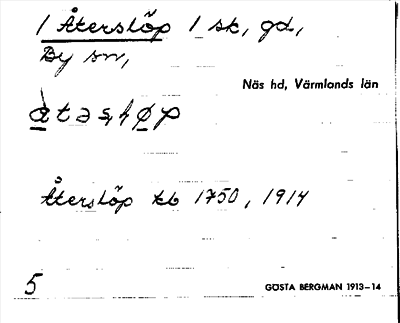 1 Återslöp 1 sk, gd,
By sn,
Näs hd, Värmlands län
Återslöp kb 1750, 1914
5
GÖSTA BERGMAN 1913–14